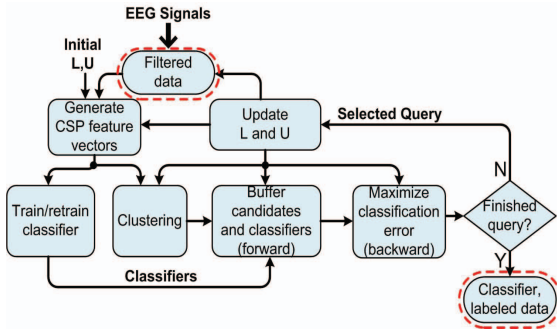 EEG Signals
Initial
L,U
Filtered
data
Generate
CSP feature
vectors
Update
L and U
Selected Query
Train/retrain
classifier
Clustering
Buffer
candidates
and classifiers
(forward)
Maximize
classification
error
(backward)
N
Finished
query?
Y
Classifiers
Classifier,
labeled data